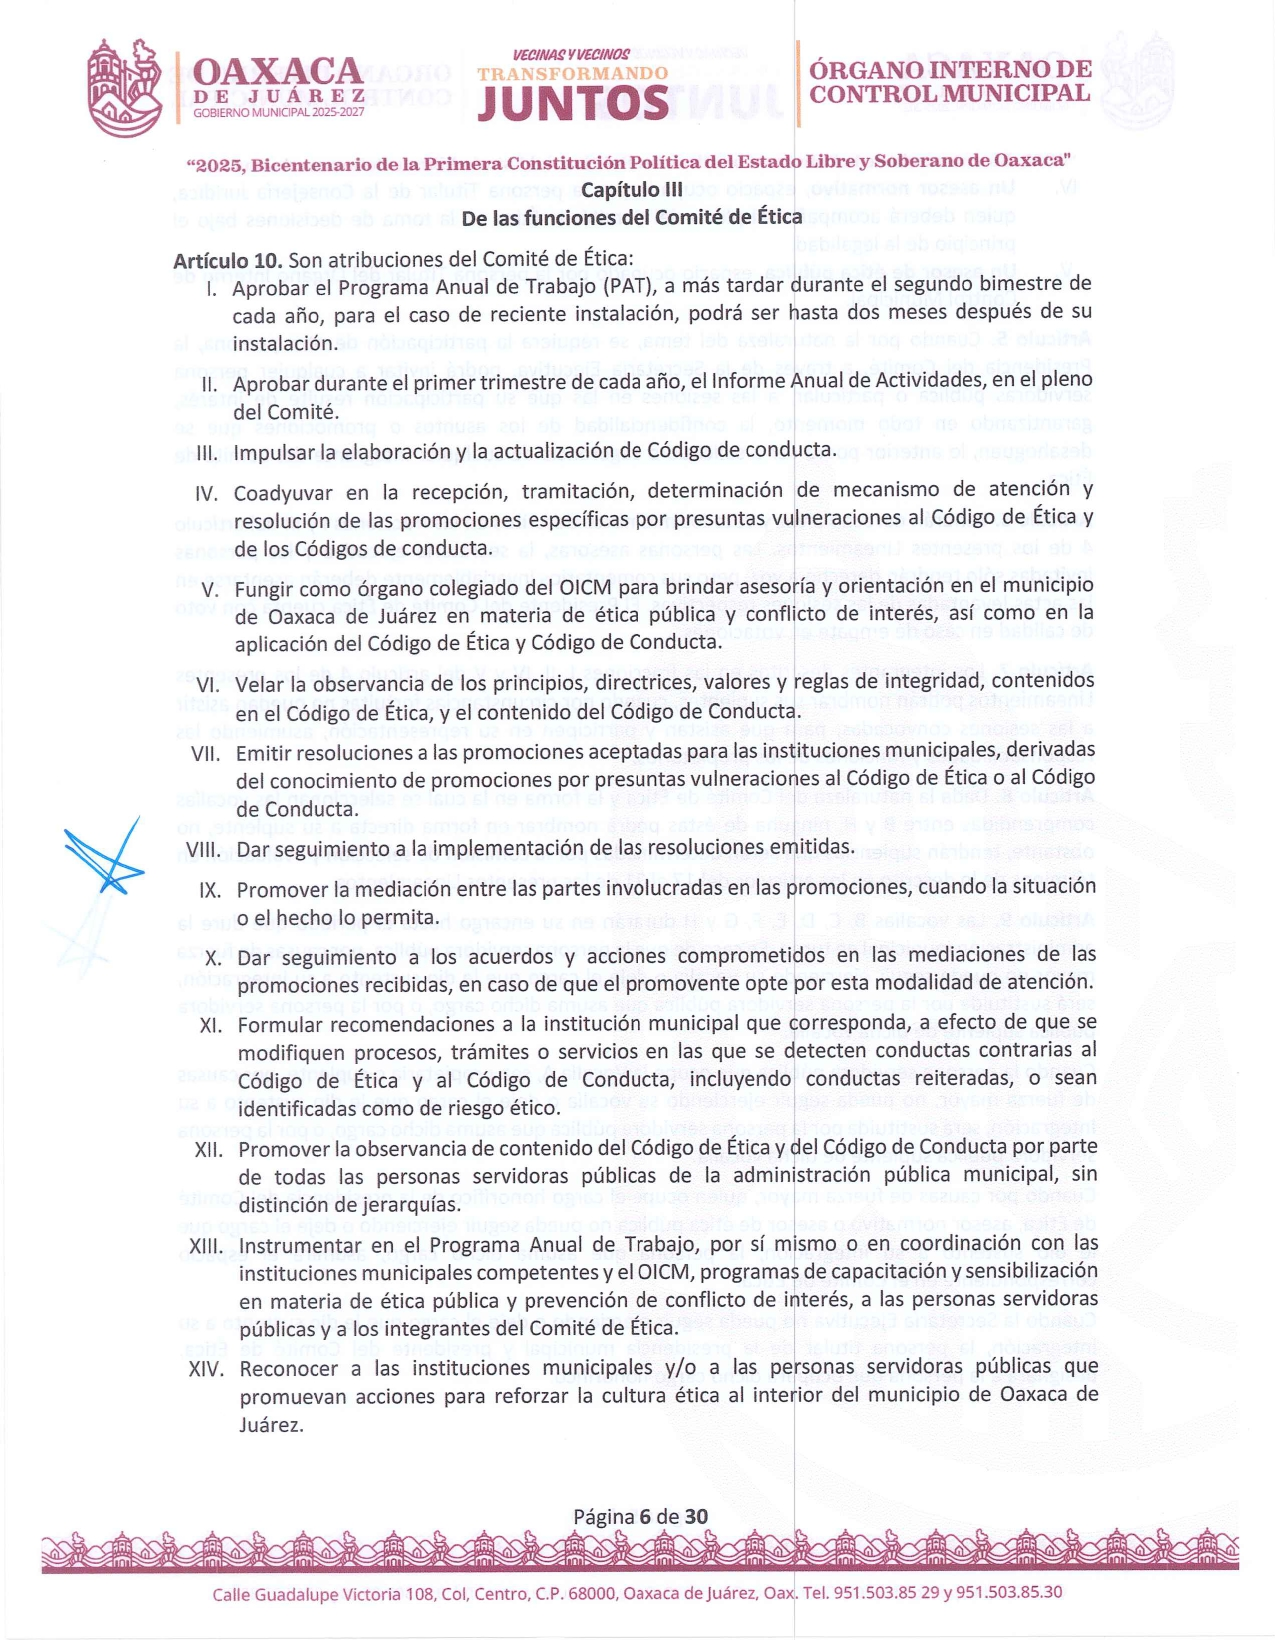 OAXACA
DE JUÁREZ
GOBIERNO MUNICIPAL 2025-2027
VECINAS Y VECINOS
TRANSFORMANDO
JUNTOS
ÓRGANO INTERNO DE
CONTROL MUNICIPAL
“2025, Bicentenario de la Primera Constitución Política del Estado Libre y Soberano de Oaxaca"
Capítulo III
De las funciones del Comité de Ética
Artículo 10. Son atribuciones del Comité de Ética:
I. Aprobar el Programa Anual de Trabajo (PAT), a más tardar durante el segundo bimestre de
cada año, para el caso de reciente instalación, podrá ser hasta dos meses después de su
instalación.
II. Aprobar durante el primer trimestre de cada año, el Informe Anual de Actividades, en el pleno
del Comité.
III. Impulsar la elaboración y la actualización de Código de conducta.
IV. Coadyuvar en la recepción, tramitación, determinación de mecanismo de atención y
resolución de las promociones específicas por presuntas vulneraciones al Código de Ética y
de los Códigos de conducta.
V. Fungir como órgano colegiado del OICM para brindar asesoría y orientación en el municipio
de Oaxaca de Juárez en materia de ética pública y conflicto de interés, así como en la
aplicación del Código de Ética y Código de Conducta.
VI. Velar la observancia de los principios, directrices, valores y reglas de integridad, contenidos
en el Código de Ética, y el contenido del Código de Conducta.
VII. Emitir resoluciones a las promociones aceptadas para las instituciones municipales, derivadas
del conocimiento de promociones por presuntas vulneraciones al Código de Ética o al Código
de Conducta.
VIII. Dar seguimiento a la implementación de las resoluciones emitidas.
IX. Promover la mediación entre las partes involucradas en las promociones, cuando la situación
o el hecho lo permita.
X. Dar seguimiento a los acuerdos y acciones comprometidos en las mediaciones de las
promociones recibidas, en caso de que el promovente opte por esta modalidad de atención.
XI. Formular recomendaciones a la institución municipal que corresponda, a efecto de que se
modifiquen procesos, trámites o servicios en las que se detecten conductas contrarias al
Código de Ética y al Código de Conducta, incluyendo conductas reiteradas, o sean
identificadas como de riesgo ético.
XII. Promover la observancia de contenido del Código de Ética y del Código de Conducta por parte
de todas las personas servidoras públicas de la administración pública municipal, sin
distinción de jerarquías.
XIII. Instrumentar en el Programa Anual de Trabajo, por sí mismo o en coordinación con las
instituciones municipales competentes y el OICM, programas de capacitación y sensibilización
en materia de ética pública y prevención de conflicto de interés, a las personas servidoras
públicas y a los integrantes del Comité de Ética.
XIV. Reconocer a las instituciones municipales y/o a las personas servidoras públicas que
promuevan acciones para reforzar la cultura ética al interior del municipio de Oaxaca de
Juárez.
Página 6 de 30
Calle Guadalupe Victoria 108, Col, Centro, C.P. 68000, Oaxaca de Juárez, Oax. Tel. 951.503.85 29 y 951.503.85.30